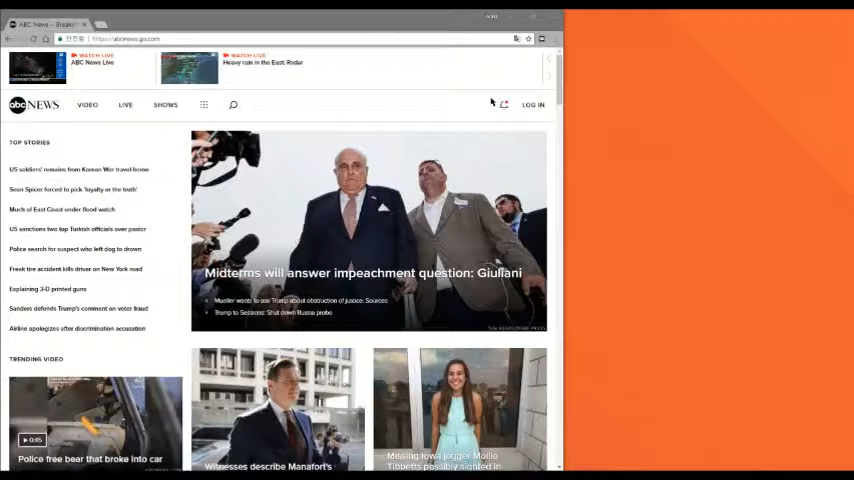 ABC News – Breaki
https://abcnews.go.com
WATCH LIVE
ABC News Live
WATCH LIVE
Heavy rain in the East: Radar
abc NEWS
VIDEO
LIVE
SHOWS
LOG IN
TOP STORIES
US soldiers' remains from Korean War travel home
Sean Spicer forced to pick 'loyalty or the truth'
Much of East Coast under flood watch
US sanctions two top Turkish officials over pastor
Police search for suspect who left dog to drown
Freak tire accident kills driver on New York road
Explaining 3-D printed guns
Sanders defends Trump's comment on voter fraud
Airline apologizes after discrimination accusation
Midterms will answer impeachment question: Giuliani
Mueller wants to ask Trump about obstruction of justice: Sources
Trump to Sessions: Shut down Russia probe
THE ASSOCIATED PRESS
TRENDING VIDEO
0:45
Police free bear that broke into car
Witnesses describe Manafort's
Missing Iowa jogger Mollie
Tibbetts possibly sighted in